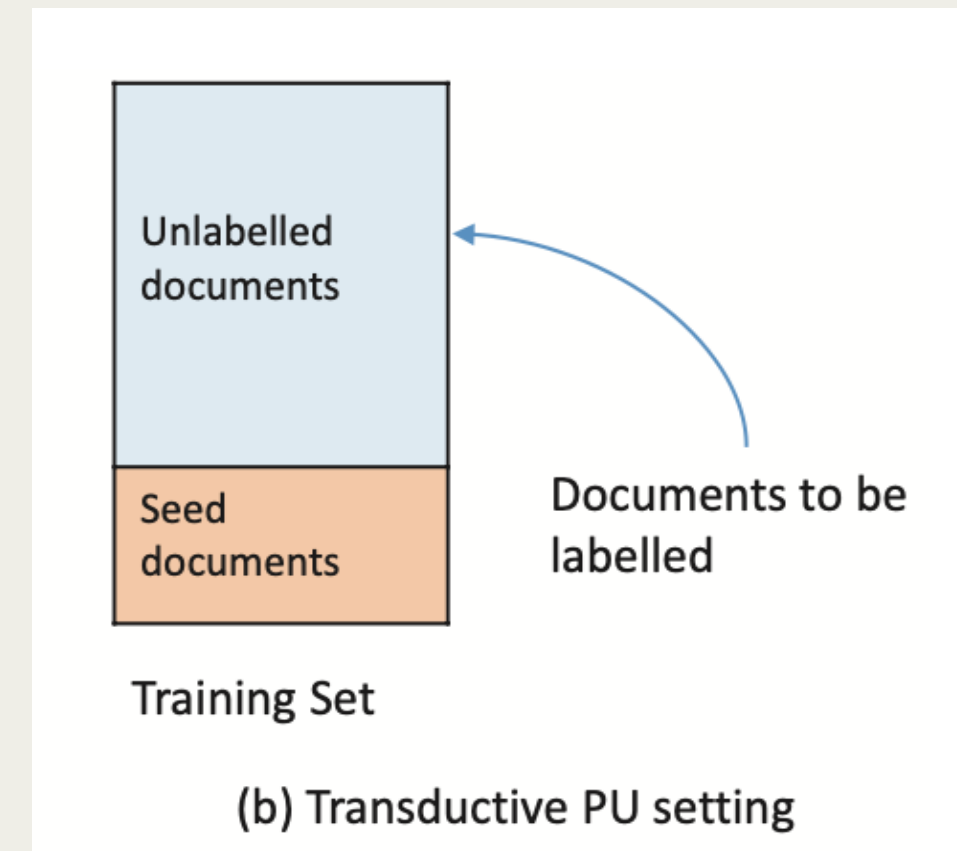 Unlabelled
documents
Seed
documents
Documents to be
labelled
Training Set
(b) Transductive PU setting